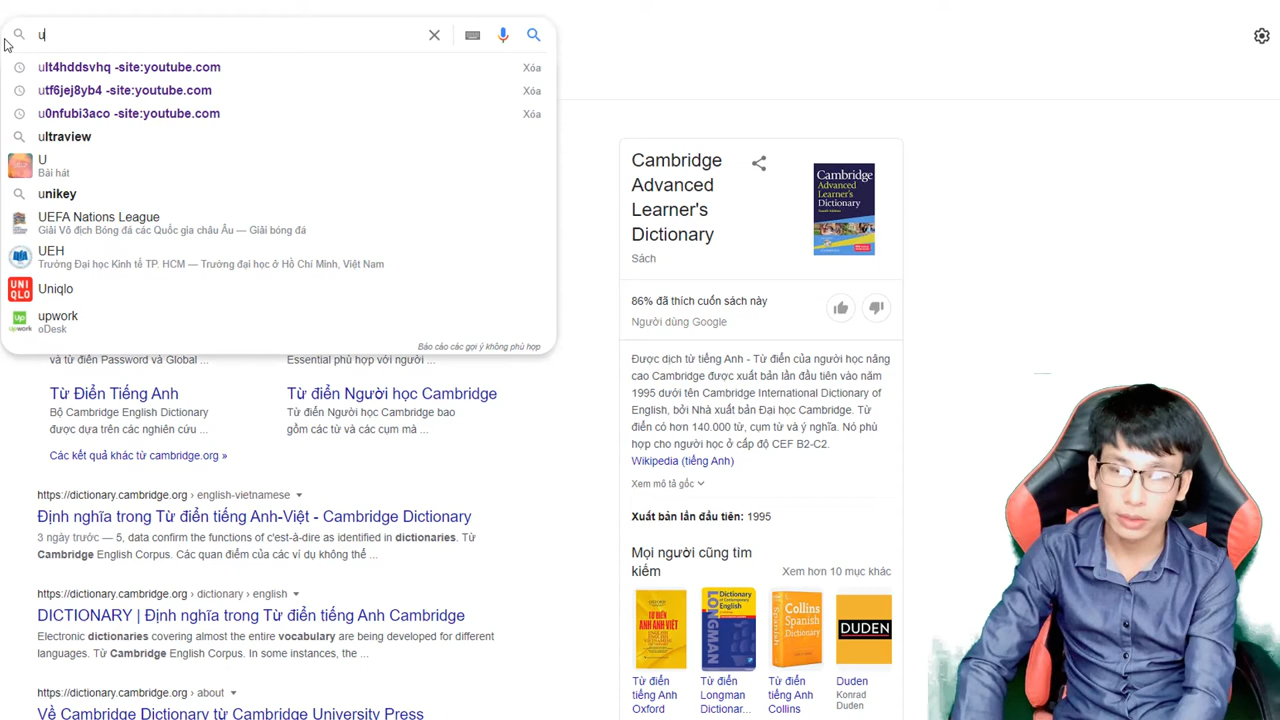 u
ult4hddsvhq -site:youtube.com
Xóa
utf6jej8yb4 -site:youtube.com
Xóa
u0nfubi3aco -site:youtube.com
Xóa
ultraview
U
Bài hát
unikey
UEFA Nations League
Giải Vô địch Bóng đá các Quốc gia châu Âu — Giải bóng đá
UEH
Trường Đại học Kinh tế TP. HCM — Trường đại học ở Hồ Chí Minh, Việt Nam
UNI
QLO
Uniqlo
Up
upwork
upwork
oDesk
Báo cáo các gợi ý không phù hợp
và từ điển Password và Global ...
Essential phù hợp với người ...
Từ Điển Tiếng Anh
Bộ Cambridge English Dictionary
được dựa trên các nghiên cứu ...
Từ điển Người học Cambridge
Từ điển Người học Cambridge bao
gồm các từ và các cụm mà ...
Các kết quả khác từ cambridge.org »
https://dictionary.cambridge.org › english-vietnamese
Định nghĩa trong Từ điển tiếng Anh-Việt - Cambridge Dictionary
3 ngày trước — 5, data confirm the functions of c'est-à-dire as identified in dictionaries. Từ
Cambridge English Corpus. Các quan điểm của các ví dụ không thể ...
https://dictionary.cambridge.org › dictionary › english
DICTIONARY | Định nghĩa trong Từ điển tiếng Anh Cambridge
Electronic dictionaries covering almost the entire vocabulary are being developed for different
languages. Từ Cambridge English Corpus. In some instances, the ...
https://dictionary.cambridge.org › about
Về Cambridge Dictionary từ Cambridge University Press
Cambridge
Advanced
Learner's
Dictionary
Sách
Cambridge
Advanced
Learner's
Dictionary
86% đã thích cuốn sách này
Người dùng Google
Được dịch từ tiếng Anh - Từ điển của người học nâng
cao Cambridge được xuất bản lần đầu tiên vào năm
1995 dưới tên Cambridge International Dictionary of
English, bởi Nhà xuất bản Đại học Cambridge. Từ
điển có hơn 140.000 từ, cụm từ và ý nghĩa. Nó phù
hợp cho người học ở cấp độ CEF B2-C2.
Wikipedia (tiếng Anh)
Xem mô tả gốc
Xuất bản lần đầu tiên: 1995
Mọi người cũng tìm
kiếm
Xem hơn 10 mục khác
ANH ANH VIỆT
LONGMAN
Collins
Spanish
Dictionary
DUDEN
Từ điển
tiếng Anh
Oxford
Từ điển
Longman
Dictionar...
Từ điển
tiếng Anh
Collins
Duden
Konrad
Duden